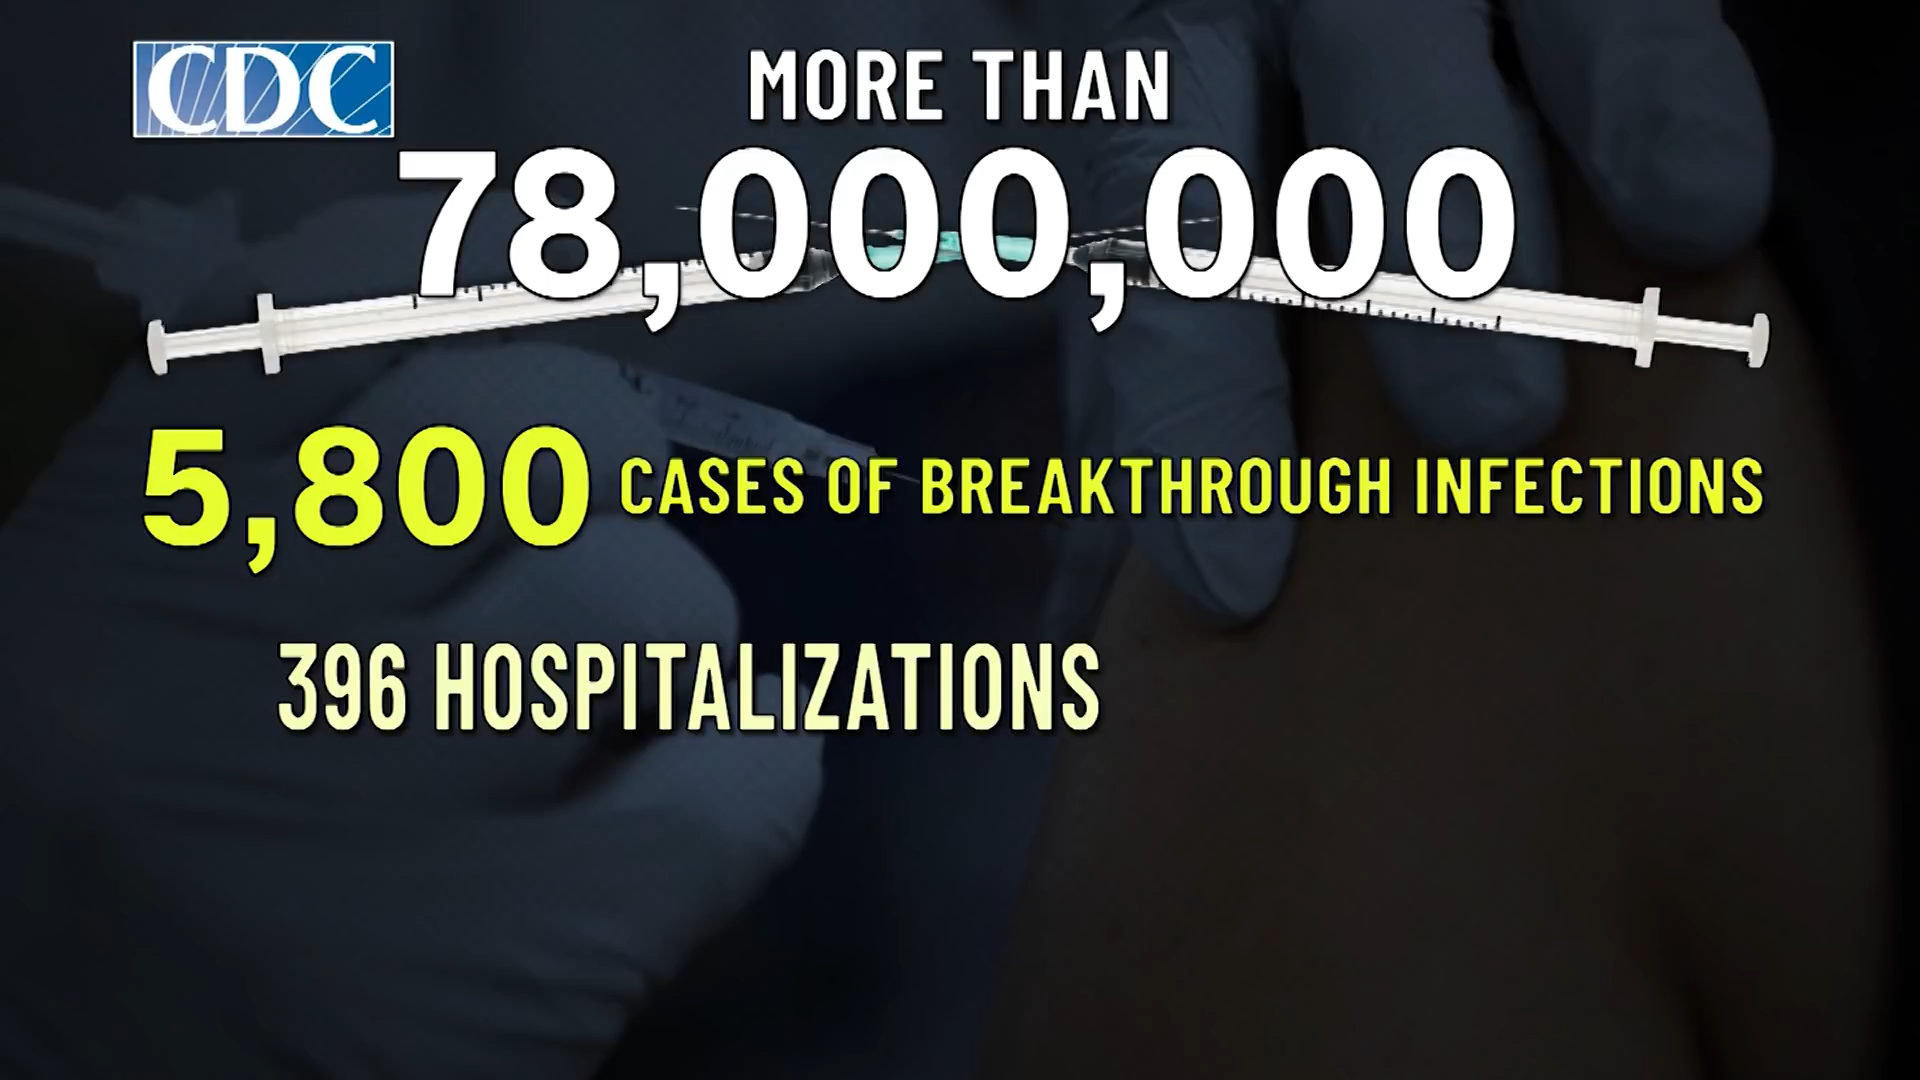 CDC
MORE THAN
78,000,000
5,800 CASES OF BREAKTHROUGH INFECTIONS
396 HOSPITALIZATIONS